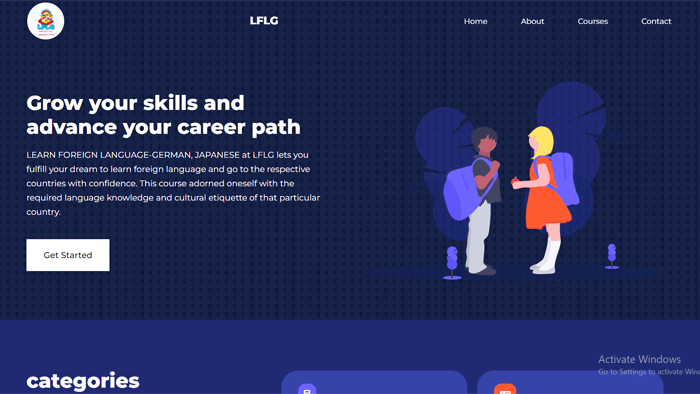 LFLG
Home
About
Courses
Contact
Grow your skills and
advance your career path
LEARN FOREIGN LANGUAGE-GERMAN, JAPANESE at LFLG lets you
fulfill your dream to learn foreign language and go to the respective
countries with confidence. This course adorned oneself with the
required language knowledge and cultural etiquette of that particular
country.
Get Started
categories
Activate Windows
Go to Settings to activate Win